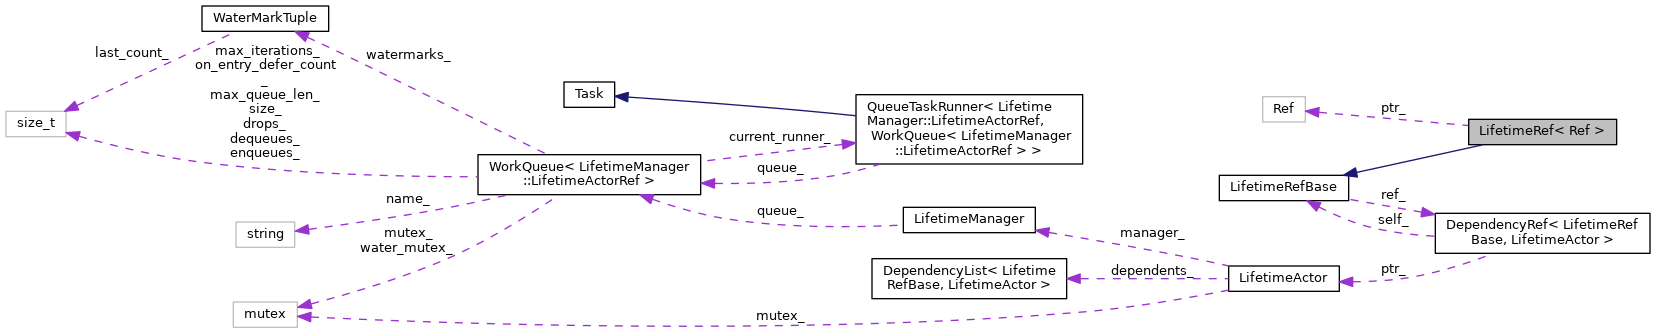 WaterMarkTuple
last_count_
max_iterations_
on_entry_defer_count
_
max_queue_len_
size_
drops_
dequeues_
enqueues_
watermarks_
size_t
Task
QueueTaskRunner< Lifetime
Manager::LifetimeActorRef,
WorkQueue< LifetimeManager
::LifetimeActorRef > >
current_runner_
queue_
WorkQueue< LifetimeManager
::LifetimeActorRef >
name_
string
mutex_
water_mutex_
mutex
queue_
LifetimeManager
DependencyList< Lifetime
RefBase, LifetimeActor >
manager_
dependents_
mutex_
LifetimeActor
Ref
ptr_
LifetimeRef< Ref >
LifetimeRefBase
ref_
self_
DependencyRef< LifetimeRef
Base, LifetimeActor >
ptr_